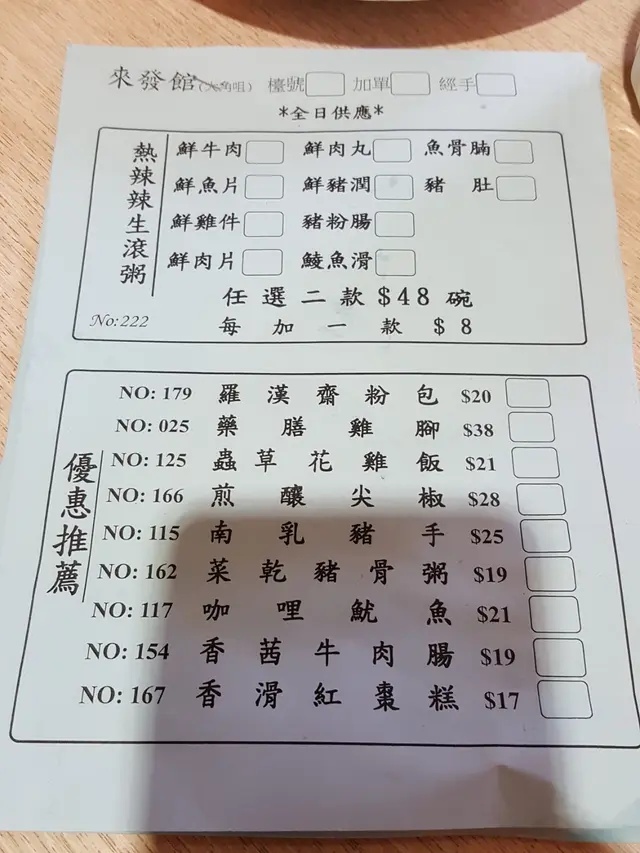 來發館(大角咀) 檯號 加單 經手
*全日供應*
熱辣辣生滾粥
鮮牛肉 鮮肉丸 魚骨腩
鮮魚片 鮮豬潤 豬肚
鮮雞件 豬粉腸
鮮肉片 鯪魚滑
任選二款$48碗
No:222 每加一款$8
優惠推薦
NO: 179 羅漢齋粉包 $20
NO: 025 藥膳雞腳 $38
NO: 125 蟲草花雞飯 $21
NO: 166 煎釀尖椒 $28
NO: 115 南乳豬手 $25
NO: 162 菜乾豬骨粥 $19
NO: 117 咖哩魷魚 $21
NO: 154 香茜牛肉腸 $19
NO: 167 香滑紅棗糕 $17